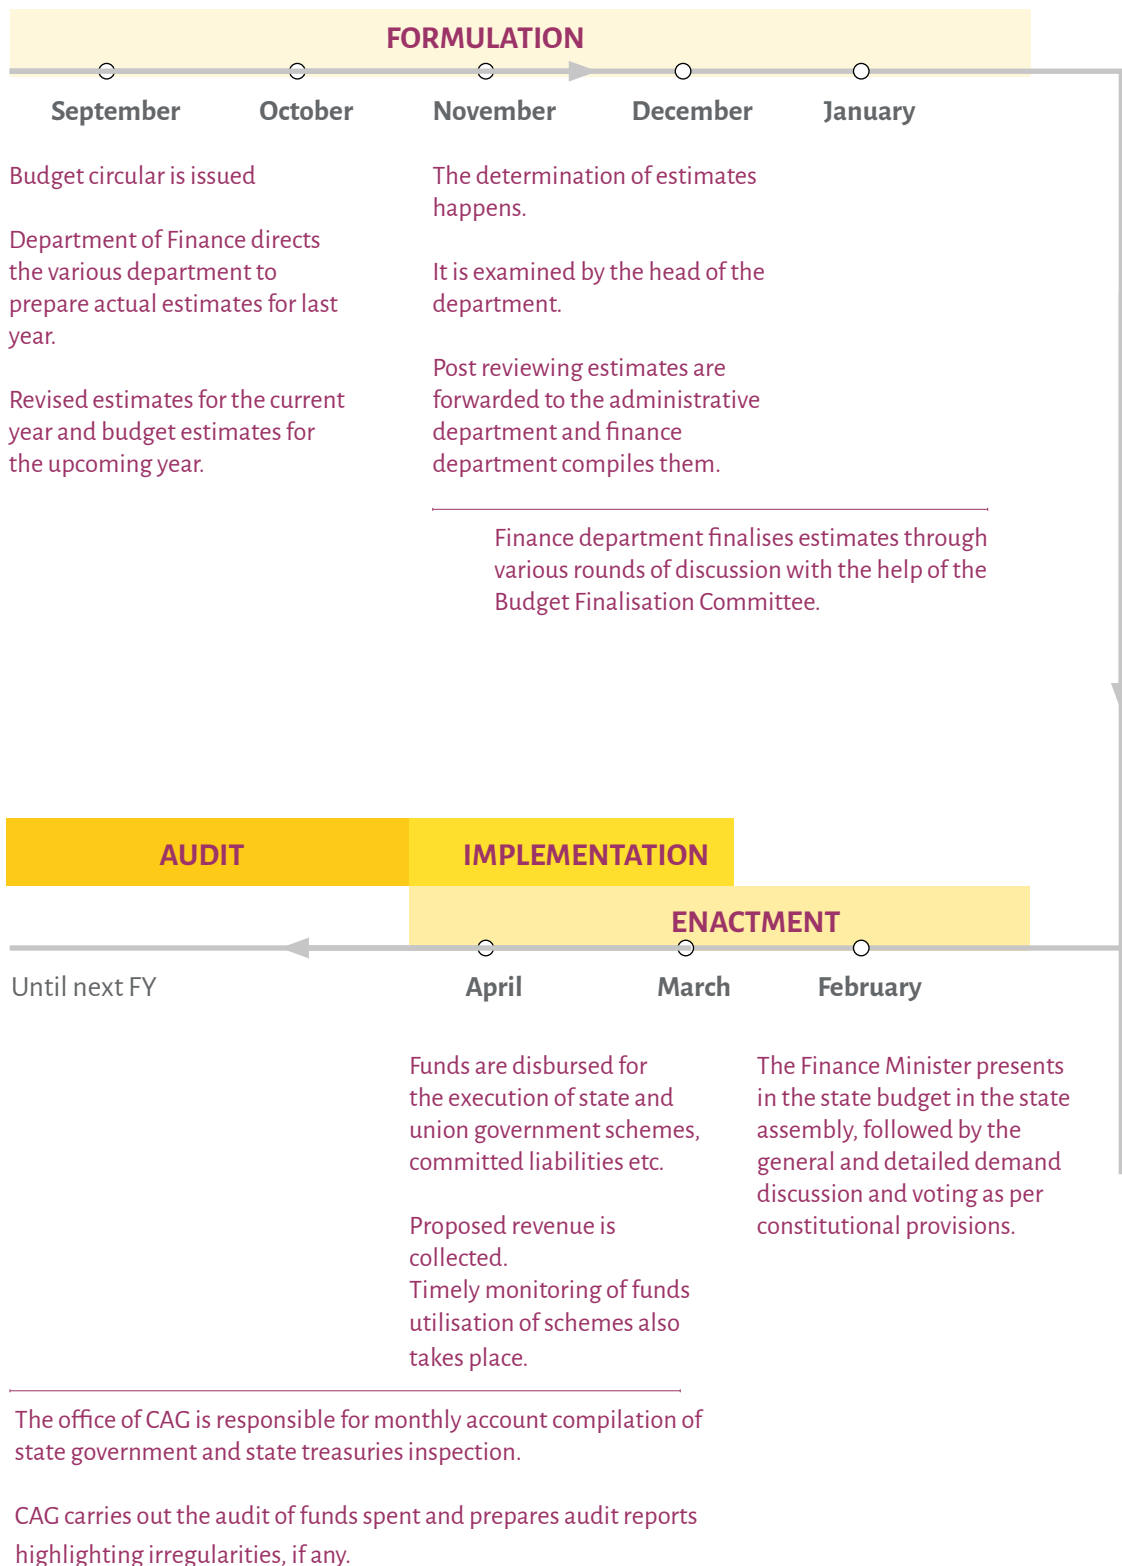 FORMULATION
September October November December January
Budget circular is issued
Department of Finance directs
the various department to
prepare actual estimates for last
year.
Revised estimates for the current
year and budget estimates for
the upcoming year.
The determination of estimates
happens.
It is examined by the head of the
department.
Post reviewing estimates are
forwarded to the administrative
department and finance
department compiles them.
Finance department finalises estimates through
various rounds of discussion with the help of the
Budget Finalisation Committee.
AUDIT IMPLEMENTATION
ENACTMENT
Until next FY April March February
Funds are disbursed for
the execution of state and
union government schemes,
committed liabilities etc.
Proposed revenue is
collected.
Timely monitoring of funds
utilisation of schemes also
takes place.
The Finance Minister presents
in the state budget in the state
assembly, followed by the
general and detailed demand
discussion and voting as per
constitutional provisions.
The office of CAG is responsible for monthly account compilation of
state government and state treasuries inspection.
CAG carries out the audit of funds spent and prepares audit reports
highlighting irregularities, if any.